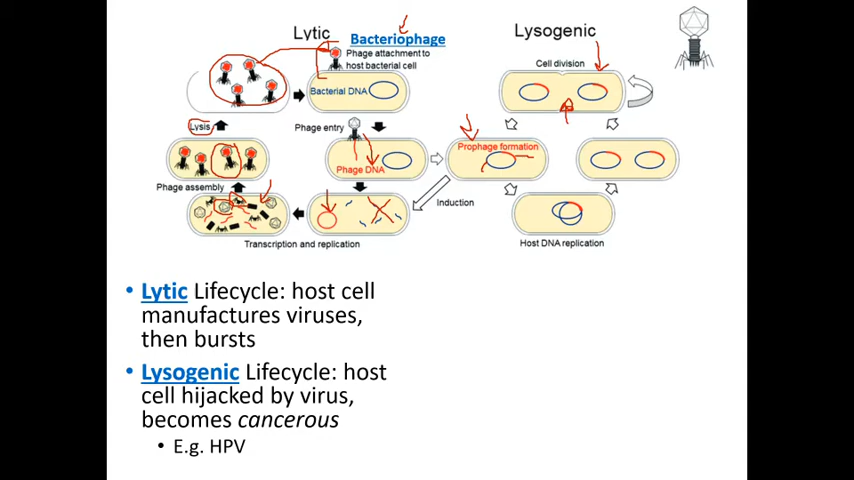 Lytic
Lysogenic
Bacteriophage
Phage attachment to
host bacterial cell
Cell division
Bacterial DNA
Lysis
Phage entry
Prophage formation
Phage DNA
Phage assembly
Induction
Transcription and replication
Host DNA replication
• Lytic Lifecycle: host cell
manufactures viruses,
then bursts
• Lysogenic Lifecycle: host
cell hijacked by virus,
becomes cancerous
• E.g. HPV